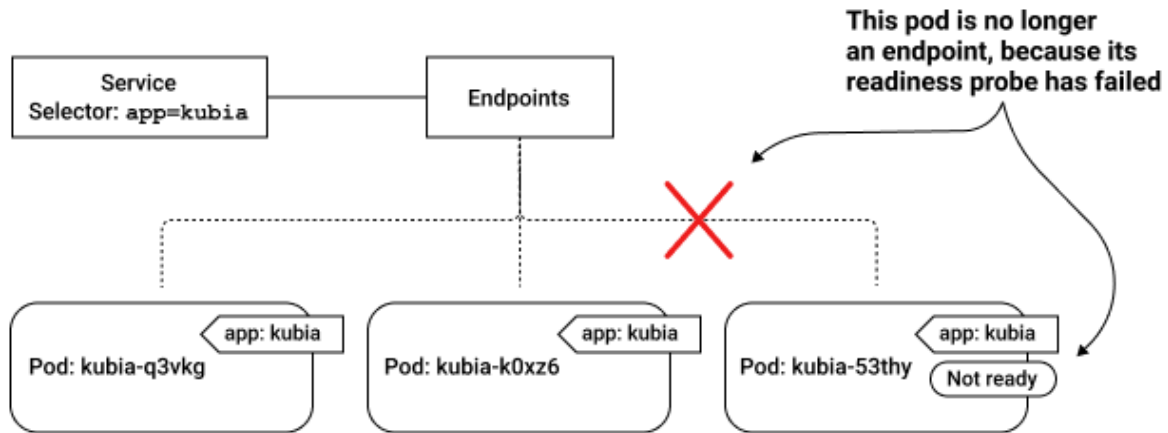 This pod is no longer
an endpoint, because its
readiness probe has failed
Service
Selector: app=kubia
Endpoints
app: kubia
Pod: kubia-q3vkg
app: kubia
Pod: kubia-k0xz6
app: kubia
Pod: kubia-53thy
Not ready